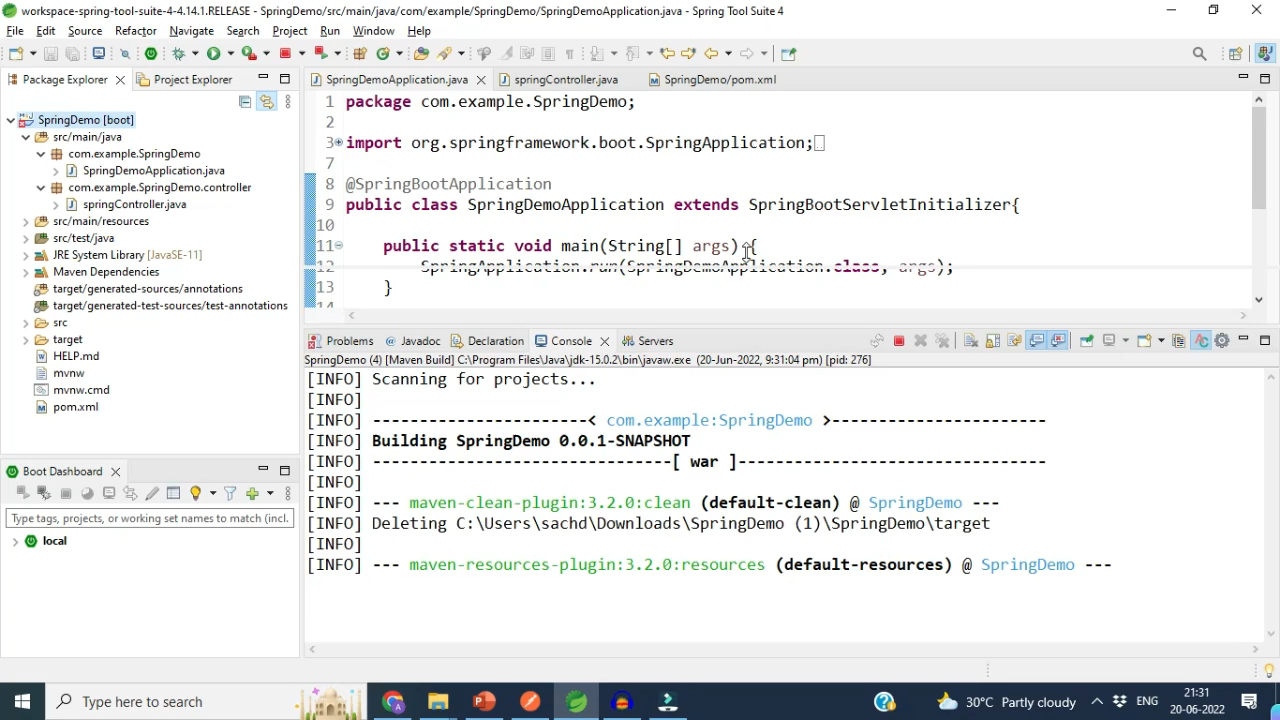 workspace-spring-tool-suite-4-4.14.1.RELEASE - SpringDemo/src/main/java/com/example/SpringDemo/SpringDemoApplication.java - Spring Tool Suite 4
File Edit Source Refactor Navigate Search Project Run Window Help
Package Explorer Project Explorer
SpringDemo [boot]
src/main/java
com.example.SpringDemo
SpringDemoApplication.java
com.example.SpringDemo.controller
springController.java
src/main/resources
src/test/java
JRE System Library [JavaSE-11]
Maven Dependencies
target/generated-sources/annotations
target/generated-test-sources/test-annotations
src
target
HELP.md
mvnw
mvnw.cmd
pom.xml
Boot Dashboard
Type tags, projects, or working set names to match (incl.
local
SpringDemoApplication.java springController.java SpringDemo/pom.xml
1 package com.example.SpringDemo;
2
3 import org.springframework.boot.SpringApplication;
7
8 @SpringBootApplication
9 public class SpringDemoApplication extends SpringBootServletInitializer{
10
11 public static void main(String[] args) {
12 SpringApplication.run(SpringDemoApplication.class, args);
13 }
14
Problems @ Javadoc Declaration Console Servers
SpringDemo (4) [Maven Build] C:\Program Files\Java\jdk-15.0.2\bin\javaw.exe (20-Jun-2022, 9:31:04 pm) [pid: 276]
[INFO] Scanning for projects...
[INFO]
[INFO] -----------------------< com.example:SpringDemo >-----------------------
[INFO] Building SpringDemo 0.0.1-SNAPSHOT
[INFO] --------------------------------[ war ]---------------------------------
[INFO]
[INFO] --- maven-clean-plugin:3.2.0:clean (default-clean) @ SpringDemo ---
[INFO] Deleting C:\Users\sachd\Downloads\SpringDemo (1)\SpringDemo\target
[INFO]
[INFO] --- maven-resources-plugin:3.2.0:resources (default-resources) @ SpringDemo ---
Type here to search
30°C Partly cloudy ENG
21:31
20-06-2022